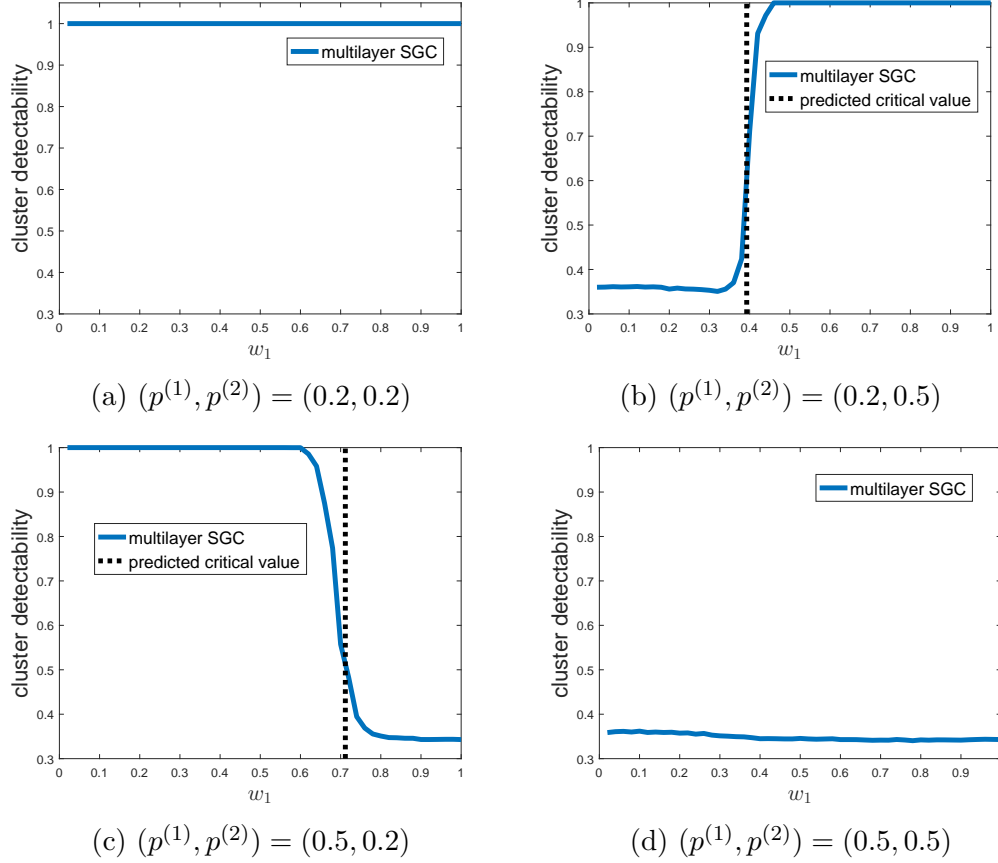 1
0.9
0.8
0.7
0.6
0.5
0.4
0.3
0 0.1 0.2 0.3 0.4 0.5 0.6 0.7 0.8 0.9 1
cluster detectability
w₁
multilayer SGC
(a) (p⁽¹⁾, p⁽²⁾) = (0.2, 0.2)
1
0.9
0.8
0.7
0.6
0.5
0.4
0.3
0 0.1 0.2 0.3 0.4 0.5 0.6 0.7 0.8 0.9 1
cluster detectability
w₁
multilayer SGC
predicted critical value
(b) (p⁽¹⁾, p⁽²⁾) = (0.2, 0.5)
1
0.9
0.8
0.7
0.6
0.5
0.4
0.3
0 0.1 0.2 0.3 0.4 0.5 0.6 0.7 0.8 0.9 1
cluster detectability
w₁
multilayer SGC
predicted critical value
(c) (p⁽¹⁾, p⁽²⁾) = (0.5, 0.2)
1
0.9
0.8
0.7
0.6
0.5
0.4
0.3
0 0.1 0.2 0.3 0.4 0.5 0.6 0.7 0.8 0.9
cluster detectability
w₁
multilayer SGC
(d) (p⁽¹⁾, p⁽²⁾) = (0.5, 0.5)